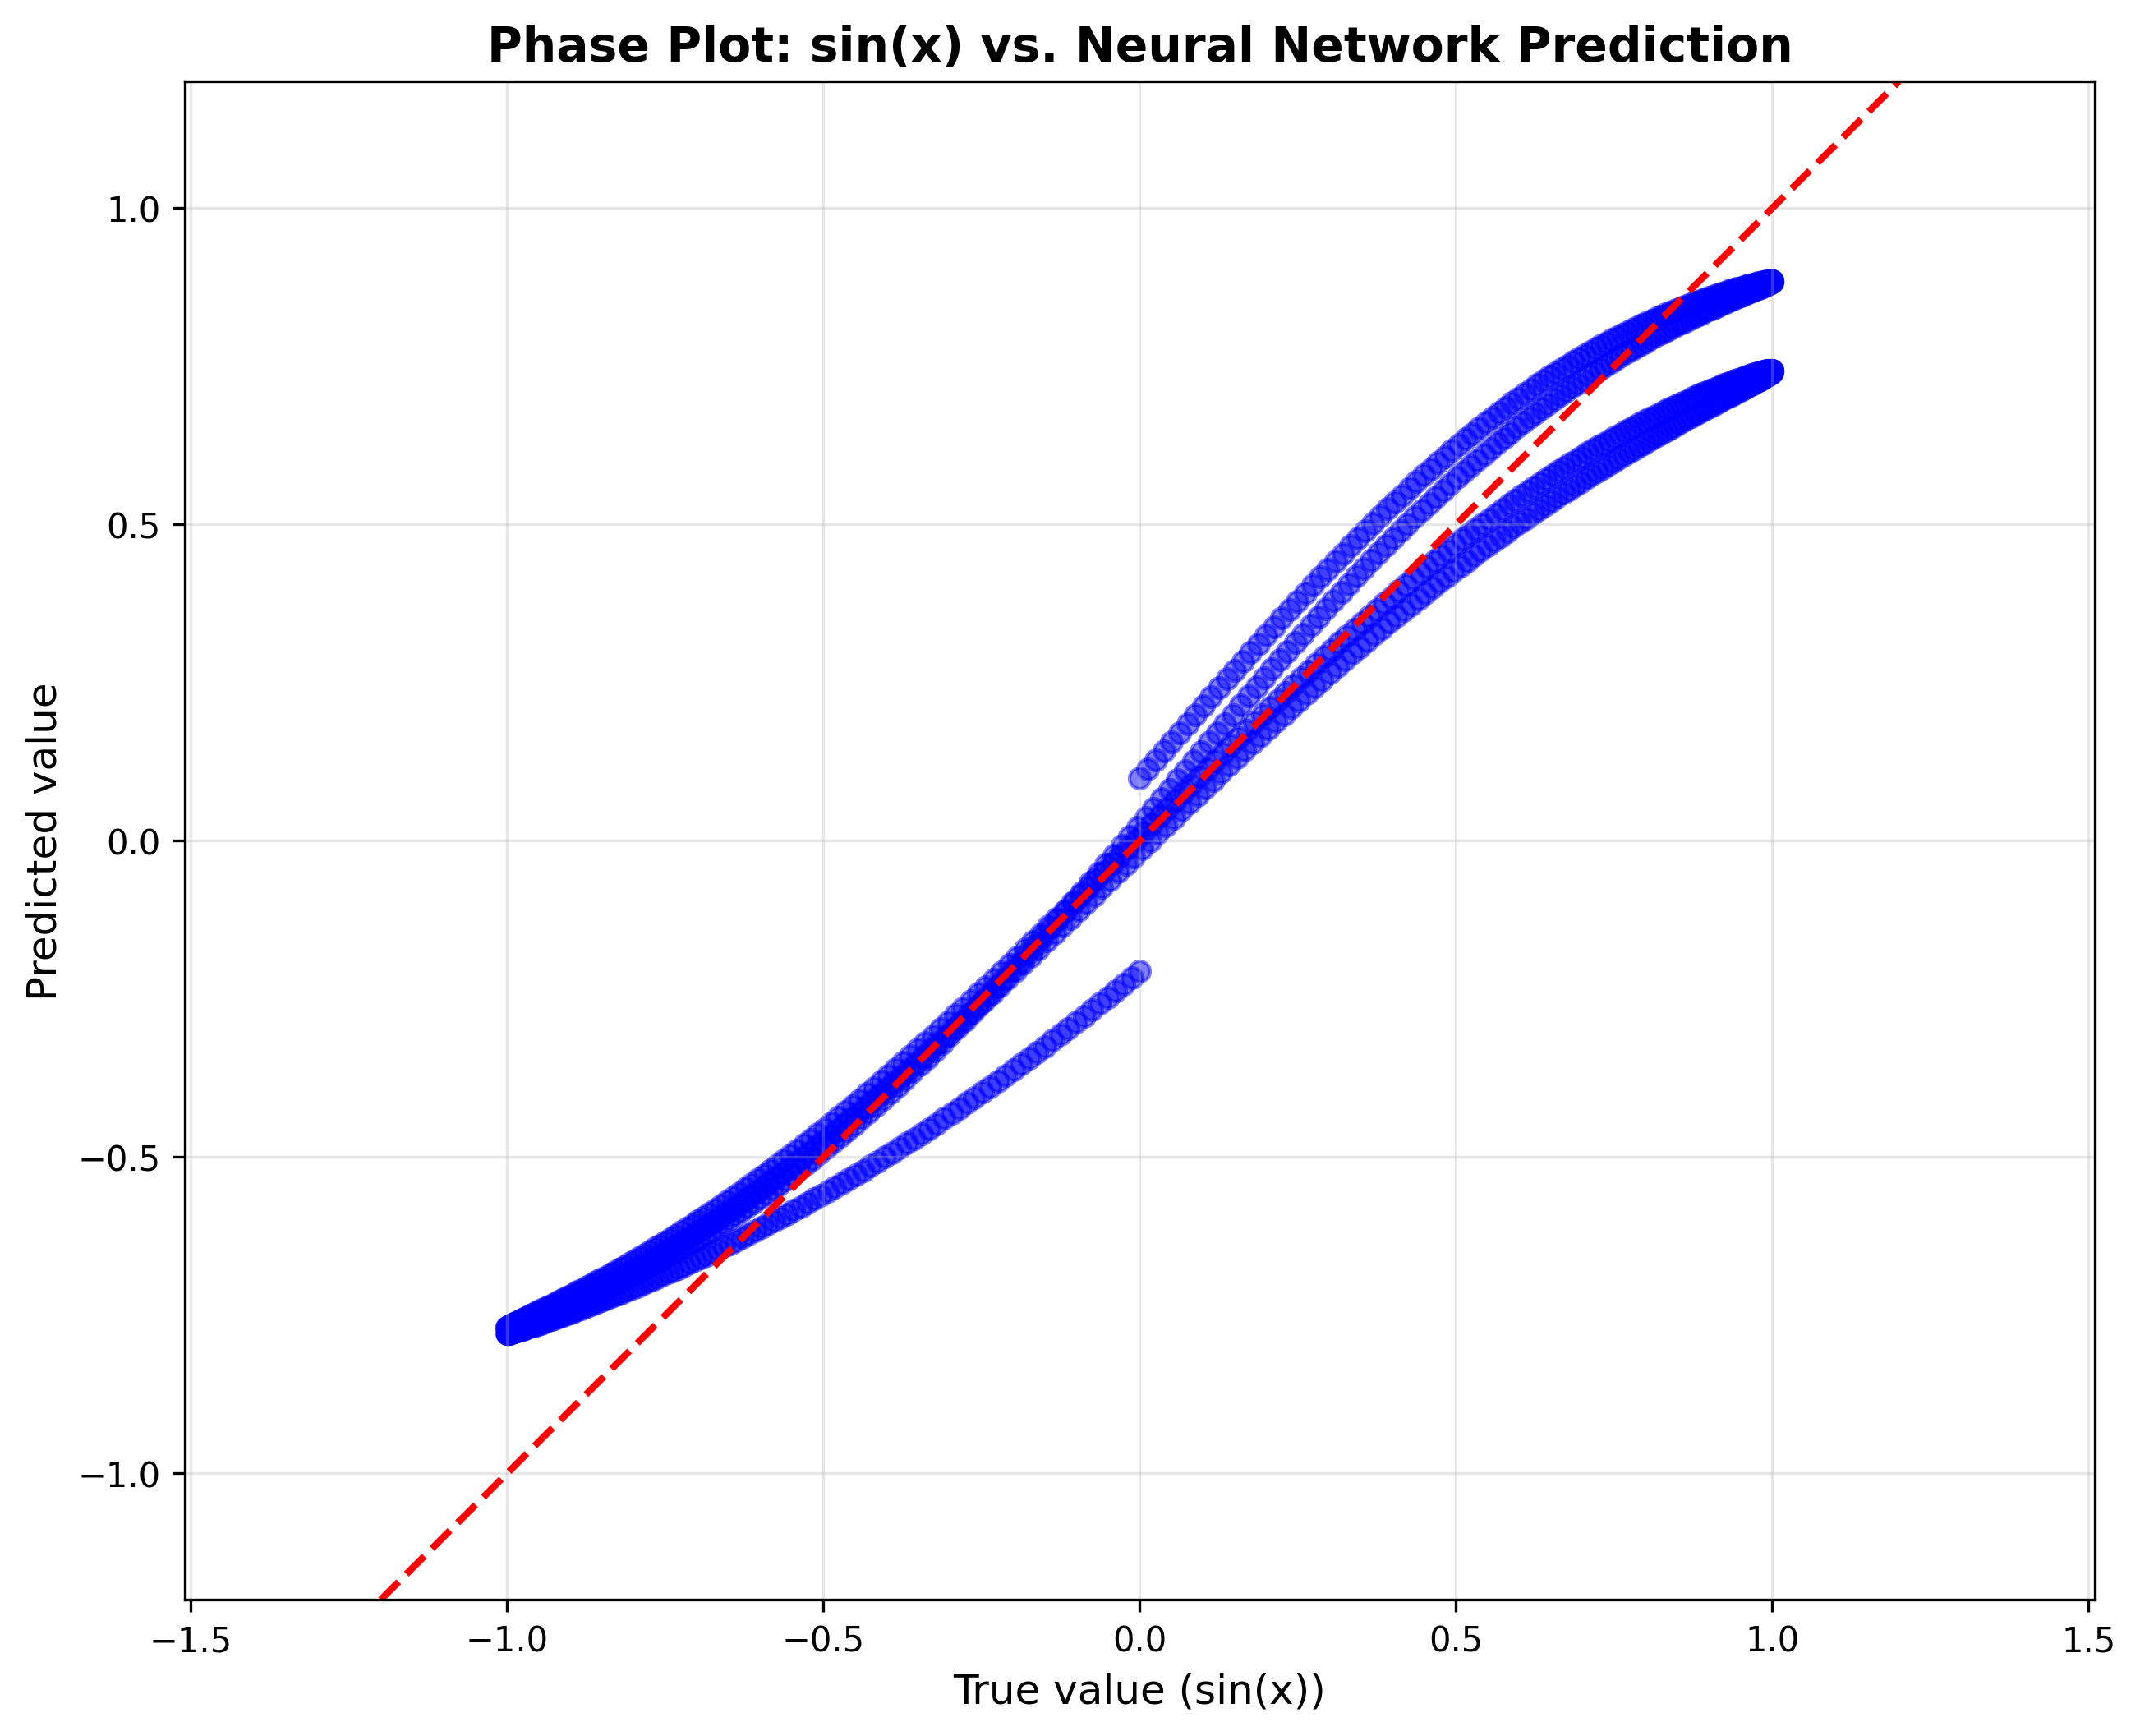 Phase Plot: sin(x) vs. Neural Network Prediction
1.0
0.5
0.0
−0.5
−1.0
Predicted value
−1.5 −1.0 −0.5 0.0 0.5 1.0 1.5
True value (sin(x))